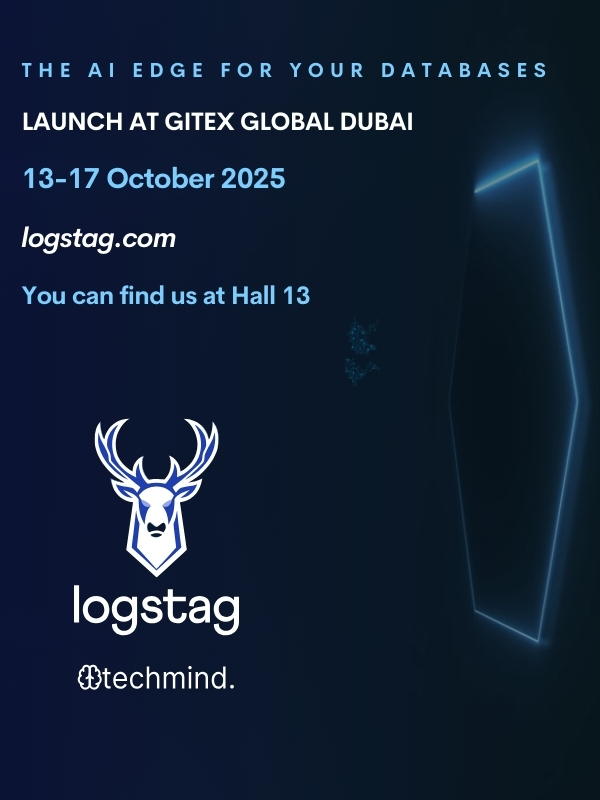 THE AI EDGE FOR YOUR DATABASES
LAUNCH AT GITEX GLOBAL DUBAI
13-17 October 2025
logstag.com
You can find us at Hall 13
logstag
techmind.